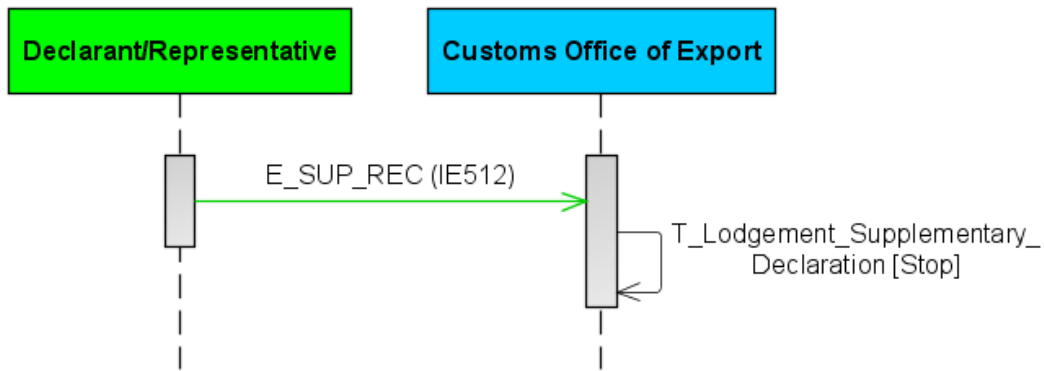 Declarant/Representative
Customs Office of Export
E_SUP_REC (IE512)
T_Lodgement_Supplementary_
Declaration [Stop]